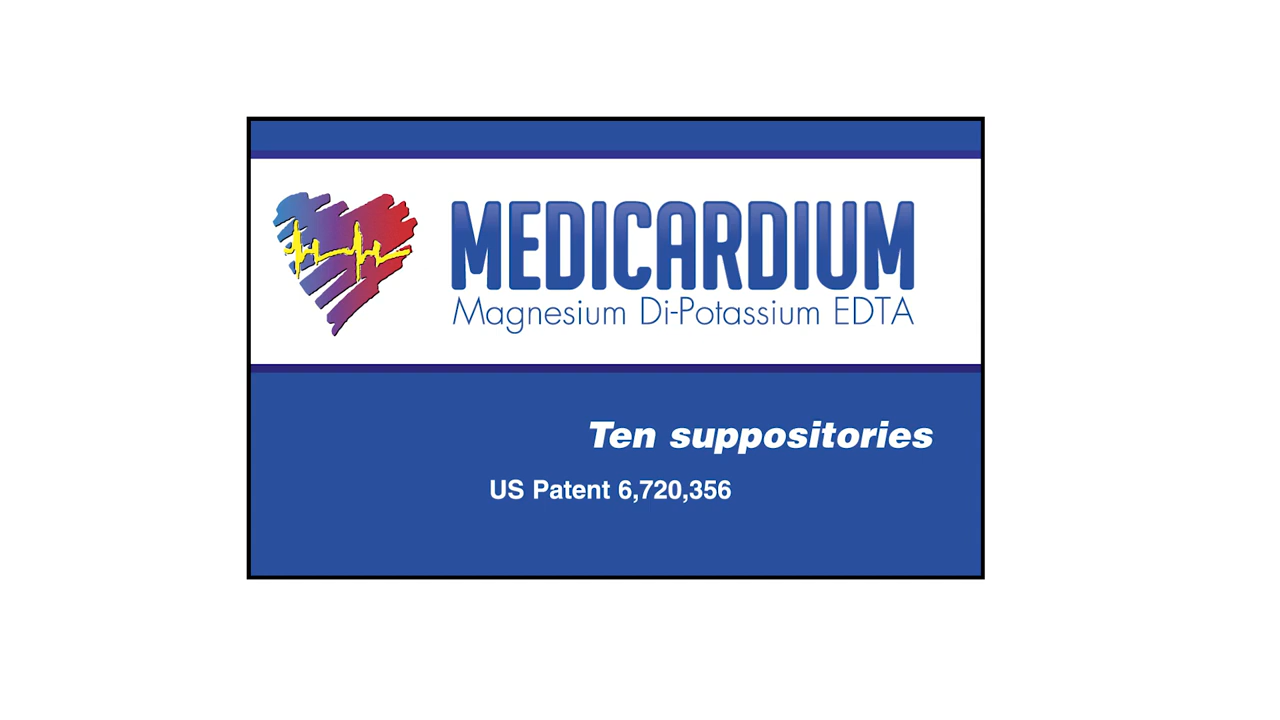 MEDICARDIUM
Magnesium Di-Potassium EDTA
Ten suppositories
US Patent 6,720,356